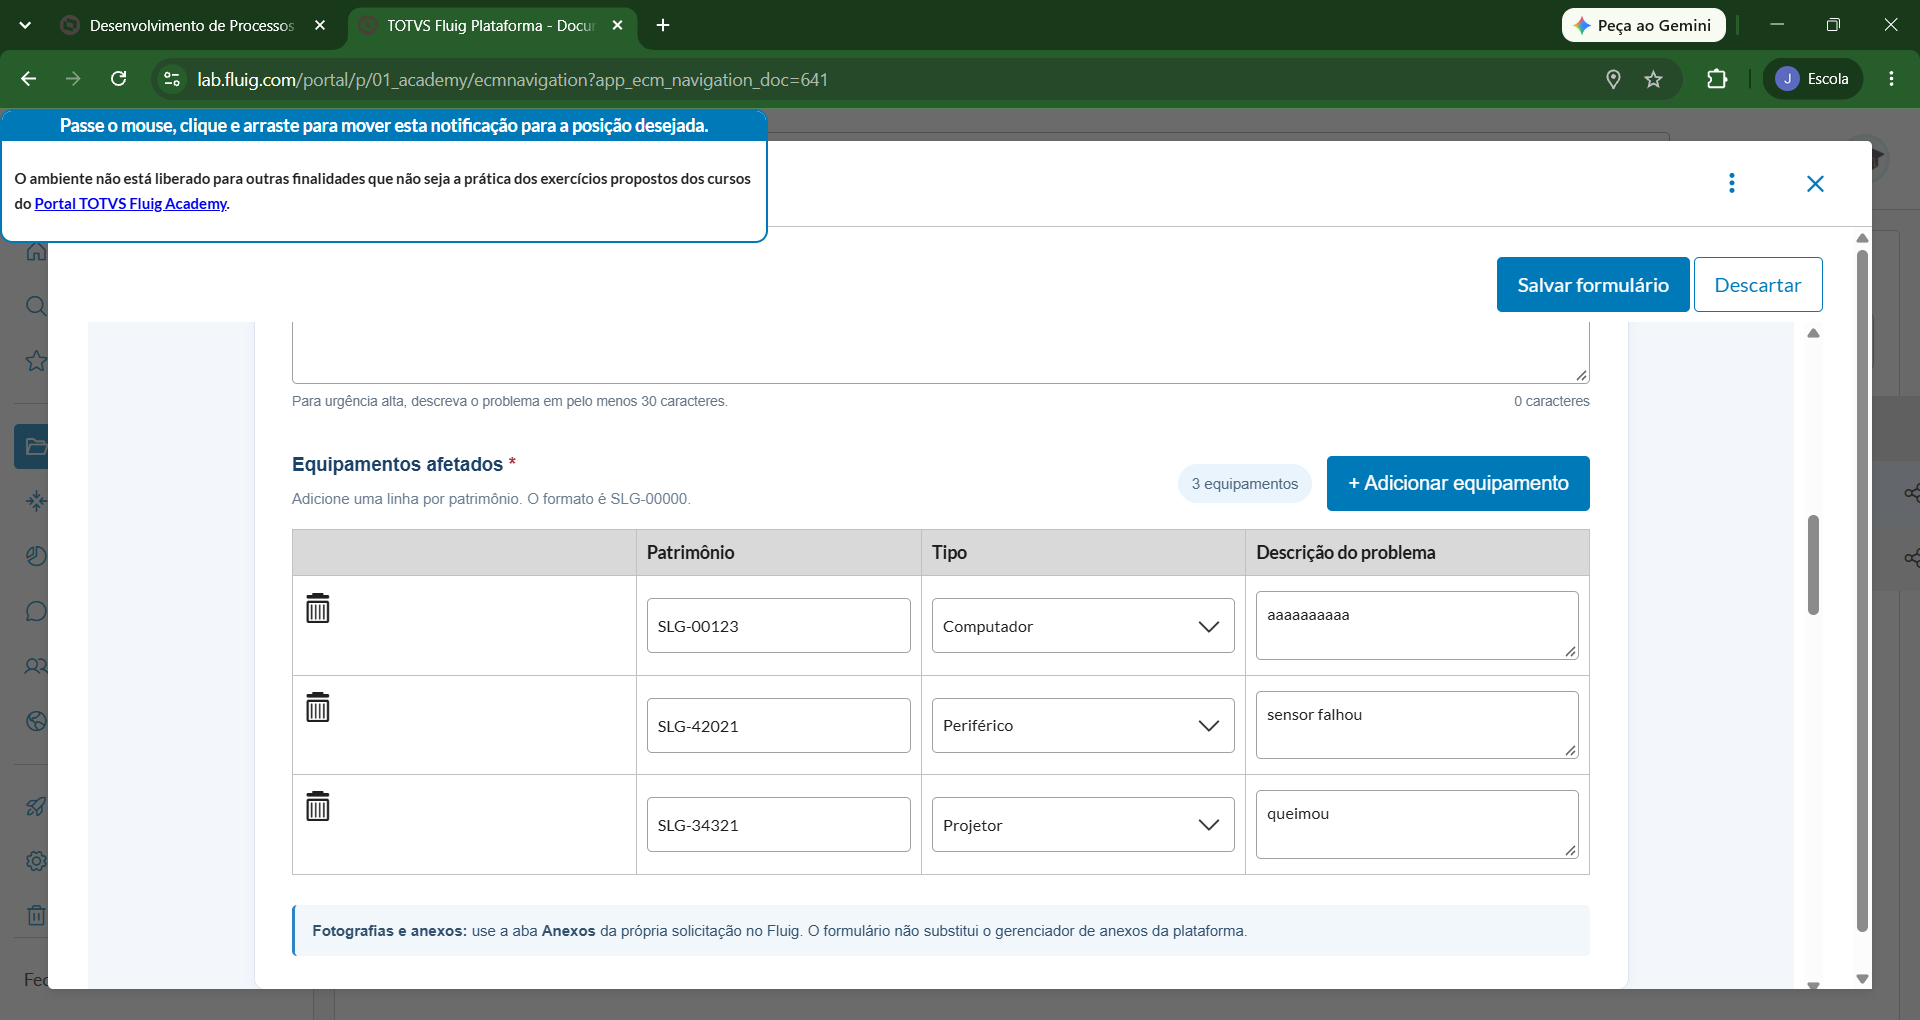 Desenvolvimento de Processos
TOTVS Fluig Plataforma - Docu
Peça ao Gemini
lab.fluig.com/portal/p/01_academy/ecmnavigation?app_ecm_navigation_doc=641
J
Escola
Passe o mouse, clique e arraste para mover esta notificação para a posição desejada.
O ambiente não está liberado para outras finalidades que não seja a prática dos exercícios propostos dos cursos
do Portal TOTVS Fluig Academy.
Salvar formulário
Descartar
Para urgência alta, descreva o problema em pelo menos 30 caracteres.
0 caracteres
Equipamentos afetados *
Adicione uma linha por patrimônio. O formato é SLG-00000.
3 equipamentos
+ Adicionar equipamento
Patrimônio Tipo Descrição do problema
SLG-00123 Computador aaaaaaaaaa
SLG-42021 Periférico sensor falhou
SLG-34321 Projetor queimou
Fotografias e anexos: use a aba Anexos da própria solicitação no Fluig. O formulário não substitui o gerenciador de anexos da plataforma.
Fec